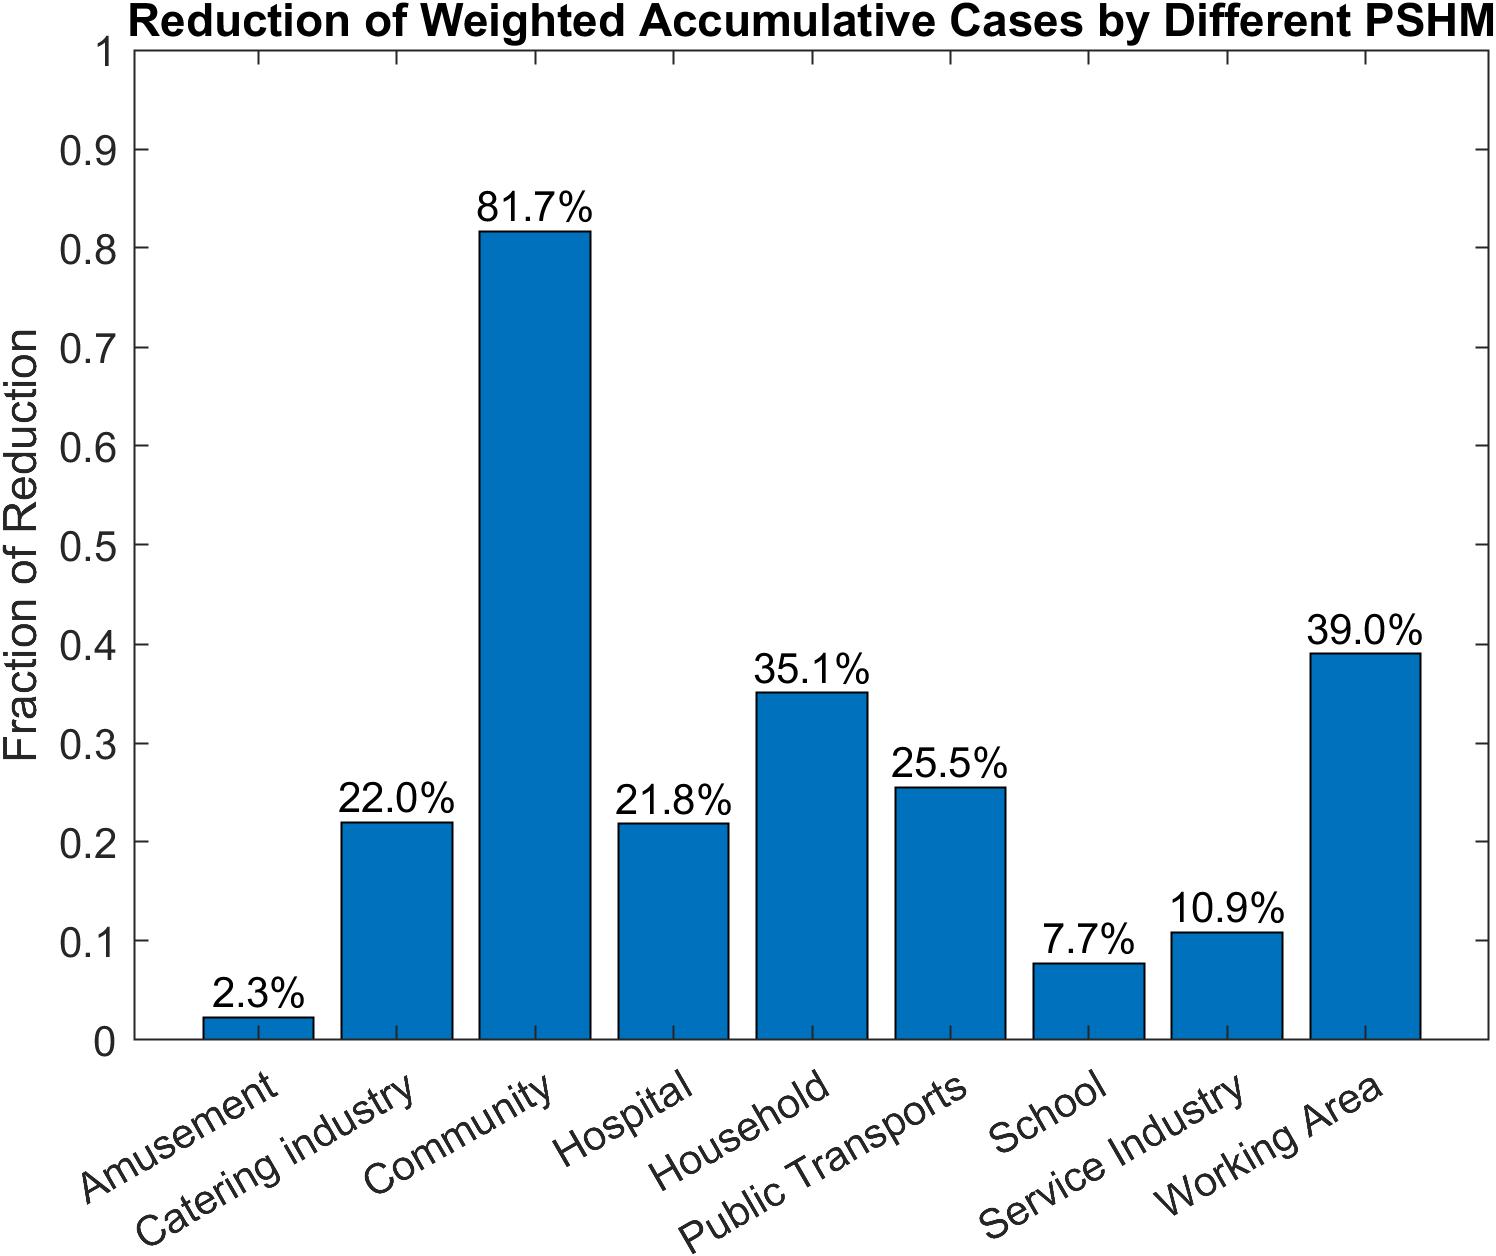 Reduction of Weighted Accumulative Cases by Different PSHM
Fraction of Reduction
1
0.9
0.8
0.7
0.6
0.5
0.4
0.3
0.2
0.1
0
2.3%
22.0%
81.7%
21.8%
35.1%
25.5%
7.7%
10.9%
39.0%
Amusement
Catering industry
Community
Hospital
Household
Public Transports
School
Service Industry
Working Area